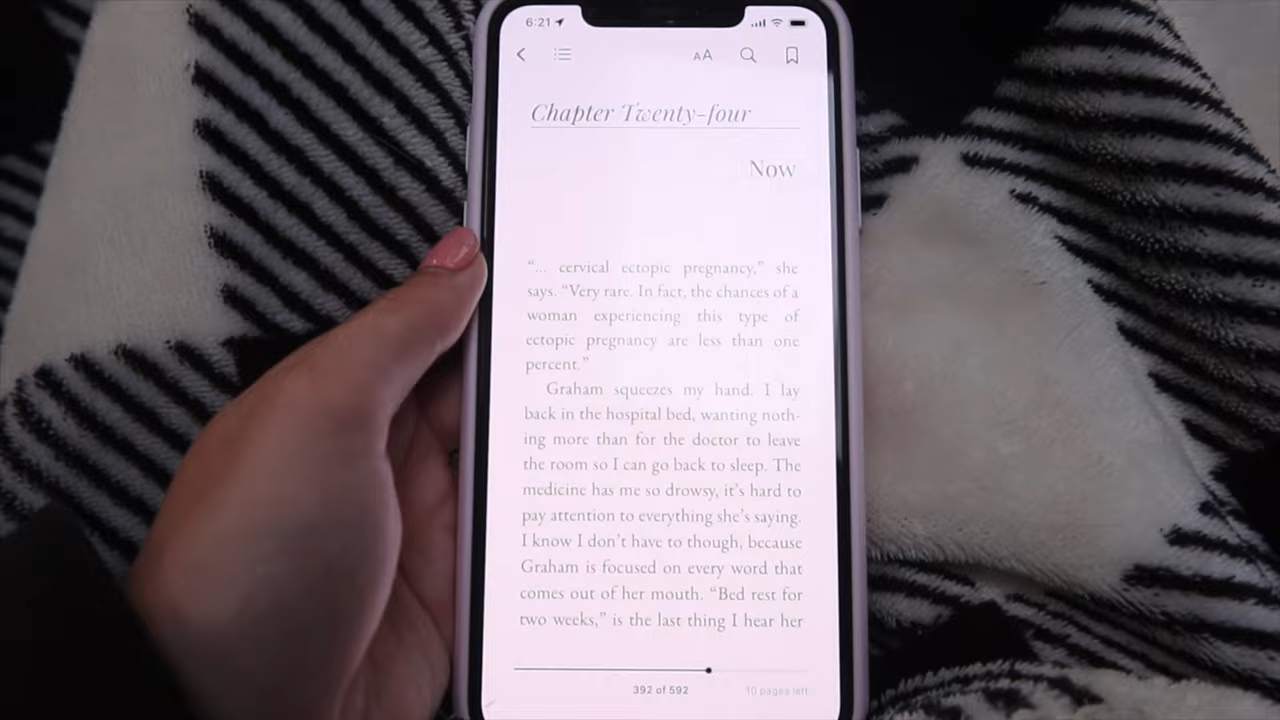 6:21
AA
Chapter Twenty-four
Now
“... cervical ectopic pregnancy,” she
says. “Very rare. In fact, the chances of a
woman experiencing this type of
ectopic pregnancy are less than one
percent.”
Graham squeezes my hand. I lay
back in the hospital bed, wanting noth-
ing more than for the doctor to leave
the room so I can go back to sleep. The
medicine has me so drowsy, it’s hard to
pay attention to everything she’s saying.
I know I don’t have to though, because
Graham is focused on every word that
comes out of her mouth. “Bed rest for
two weeks,” is the last thing I hear her
392 of 592
10 pages left